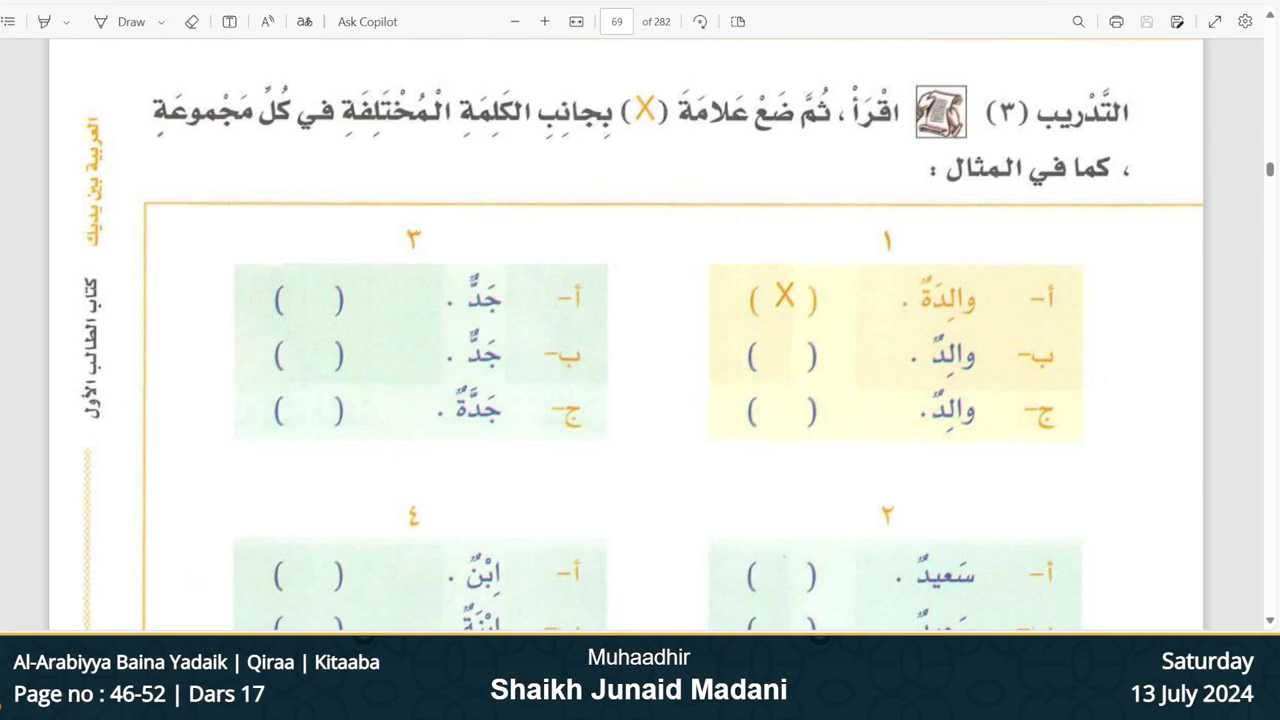 Draw
Ask Copilot
69 of 282
التَّدْريب (٣) اقْرَأْ ، ثُمَّ ضَعْ عَلامَةَ (X) بِجانِبِ الكَلِمَةِ الْمُخْتَلِفَةِ في كُلِّ مَجْموعَةٍ
، كما في المثال :
١
أ- والِدَةٌ . ( X )
ب- والِدٌ . ( )
ج- والِدٌ . ( )
٣
أ- جَدٌّ . ( )
ب- جَدٌّ . ( )
ج- جَدَّةٌ . ( )
٢
أ- سَعيدٌ . ( )
٤
أ- اِبْنٌ . ( )
العربية بين يديك
كتاب الطالب الأول
Al-Arabiyya Baina Yadaik | Qiraa | Kitaaba
Page no : 46-52 | Dars 17
Muhaadhir
Shaikh Junaid Madani
Saturday
13 July 2024